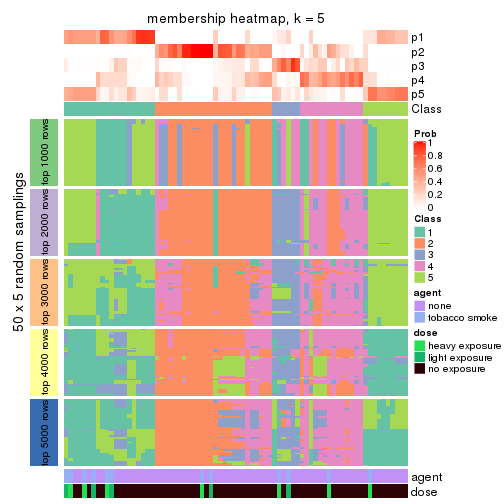 membership heatmap, k = 5
p1
p2
p3
p4
p5
Class
50 x 5 random samplings
top 1000 rows
top 2000 rows
top 3000 rows
top 4000 rows
top 5000 rows
agent
dose
Prob
1
0.8
0.6
0.4
0.2
0
Class
1
2
3
4
5
agent
none
tobacco smoke
dose
heavy exposure
light exposure
no exposure